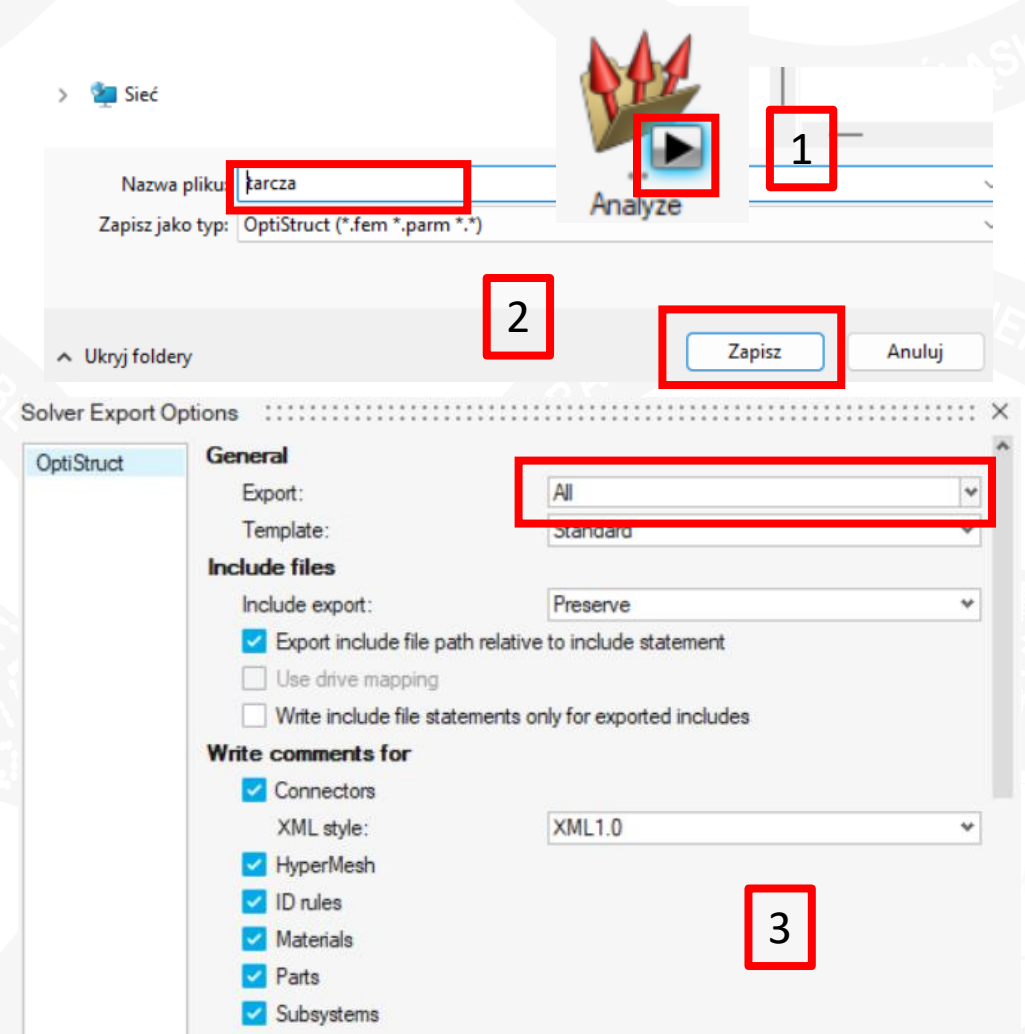 Sieć
1
Nazwa pliku: tarcza
Analyze
Zapisz jako typ: OptiStruct (*.fem *.parm *.*)
2
Ukryj foldery
Zapisz
Anuluj
Solver Export Options
OptiStruct
General
Export: All
Template: Standard
Include files
Include export: Preserve
Export include file path relative to include statement
Use drive mapping
Write include file statements only for exported includes
Write comments for
Connectors
XML style: XML1.0
HyperMesh
ID rules
3
Materials
Parts
Subsystems